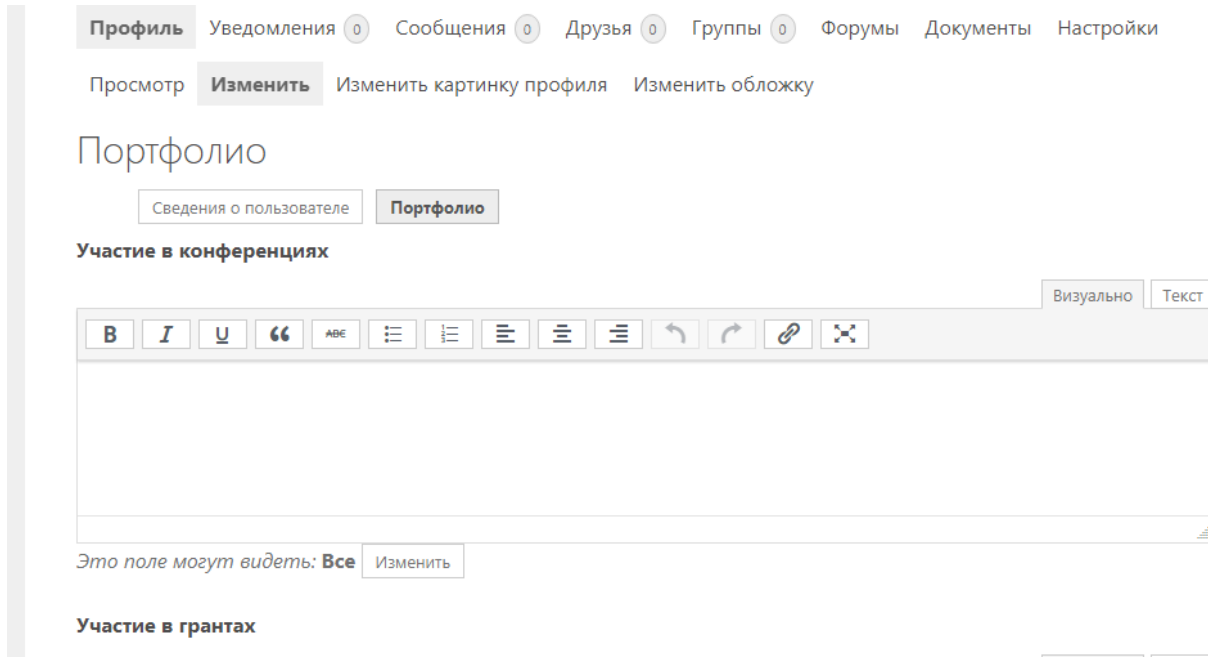 Профиль Уведомления 0 Сообщения 0 Друзья 0 Группы 0 Форумы Документы Настройки
Просмотр Изменить Изменить картинку профиля Изменить обложку
Портфолио
Сведения о пользователе Портфолио
Участие в конференциях
Визуально Текст
B I U “ ABC
Это поле могут видеть: Все Изменить
Участие в грантах